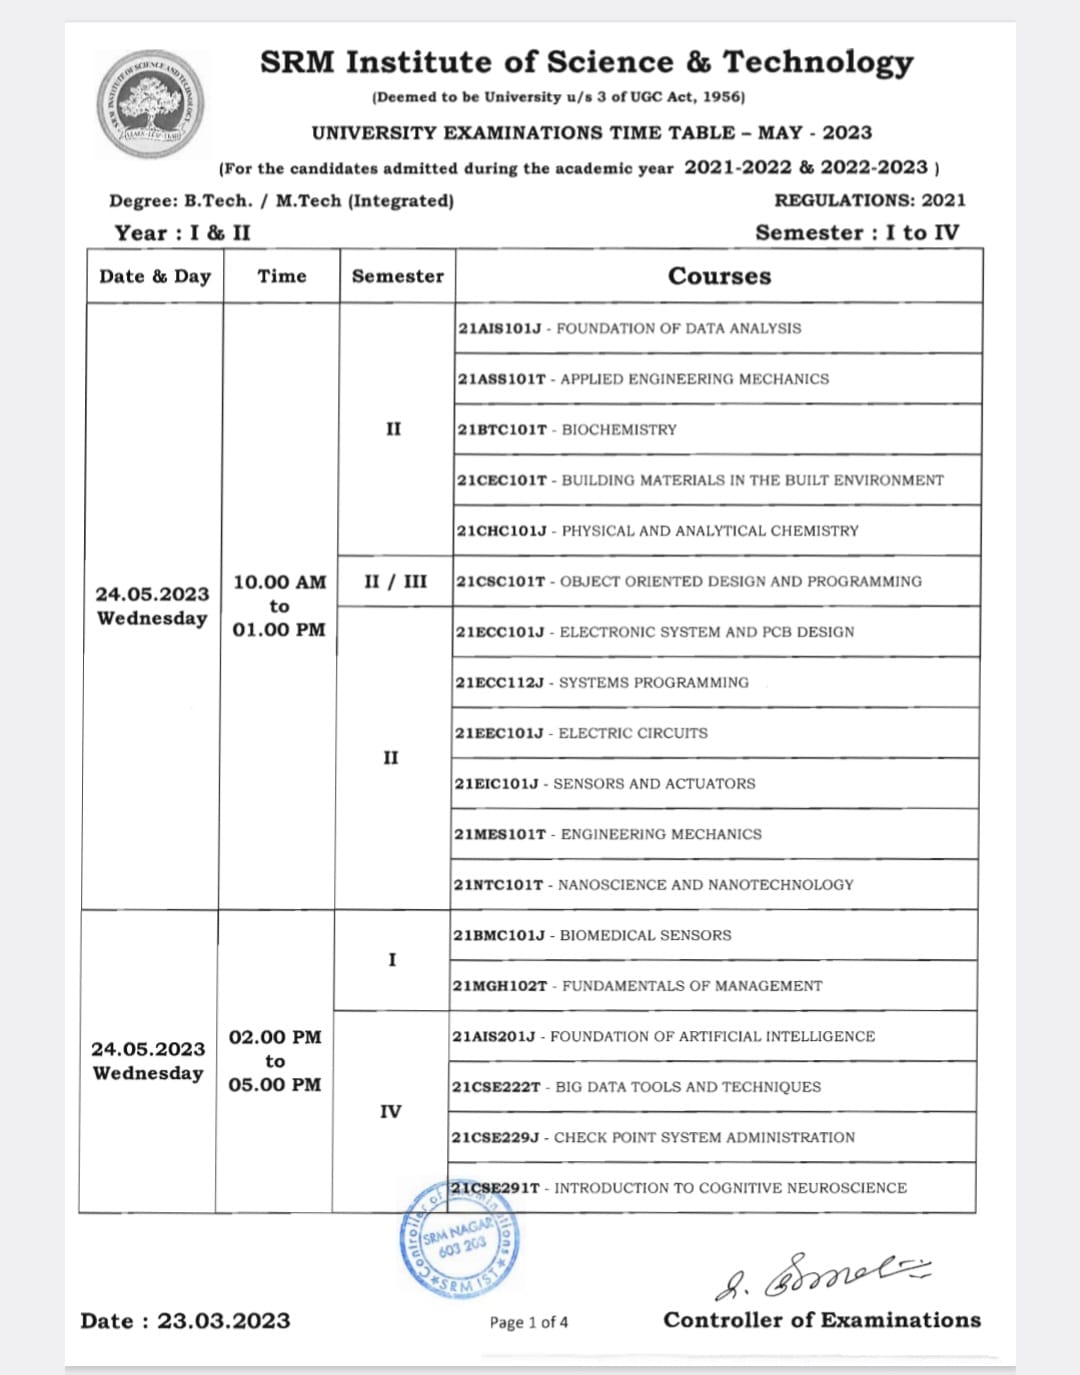 SRM Institute of Science & Technology
(Deemed to be University u/s 3 of UGC Act, 1956)
UNIVERSITY EXAMINATIONS TIME TABLE – MAY - 2023
(For the candidates admitted during the academic year 2021-2022 & 2022-2023 )
Degree: B.Tech. / M.Tech (Integrated)
REGULATIONS: 2021
Year : I & II
Semester : I to IV
Date & Day
Time
Semester
Courses
24.05.2023
Wednesday
10.00 AM
to
01.00 PM
II
21AIS101J - FOUNDATION OF DATA ANALYSIS
21ASS101T - APPLIED ENGINEERING MECHANICS
21BTC101T - BIOCHEMISTRY
21CEC101T - BUILDING MATERIALS IN THE BUILT ENVIRONMENT
21CHC101J - PHYSICAL AND ANALYTICAL CHEMISTRY
II / III
21CSC101T - OBJECT ORIENTED DESIGN AND PROGRAMMING
II
21ECC101J - ELECTRONIC SYSTEM AND PCB DESIGN
21ECC112J - SYSTEMS PROGRAMMING
21EEC101J - ELECTRIC CIRCUITS
21EIC101J - SENSORS AND ACTUATORS
21MES101T - ENGINEERING MECHANICS
21NTC101T - NANOSCIENCE AND NANOTECHNOLOGY
24.05.2023
Wednesday
02.00 PM
to
05.00 PM
I
21BMC101J - BIOMEDICAL SENSORS
21MGH102T - FUNDAMENTALS OF MANAGEMENT
IV
21AIS201J - FOUNDATION OF ARTIFICIAL INTELLIGENCE
21CSE222T - BIG DATA TOOLS AND TECHNIQUES
21CSE229J - CHECK POINT SYSTEM ADMINISTRATION
21CSE291T - INTRODUCTION TO COGNITIVE NEUROSCIENCE
Controller of Examinations
SRM NAGAR
603 203
SRM IST
Date : 23.03.2023
Page 1 of 4
Controller of Examinations